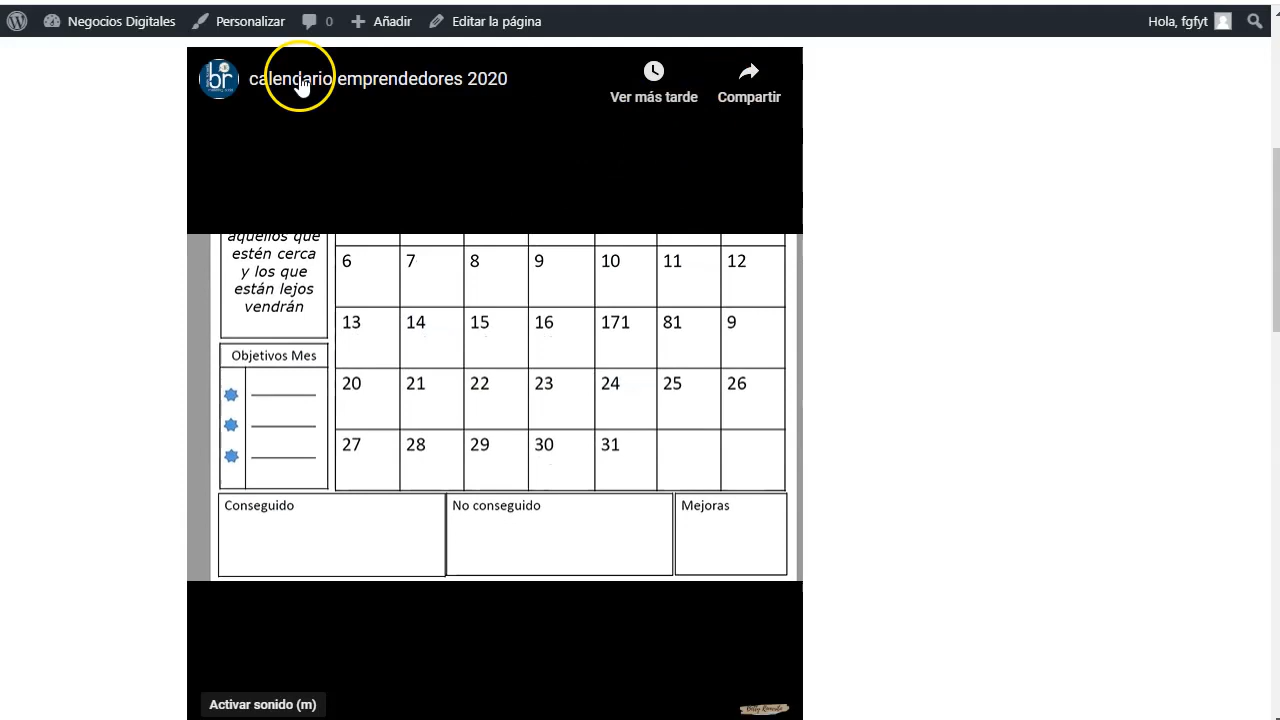 Negocios Digitales Personalizar 0 Añadir Editar la página Hola, fgfyt
br
calendario emprendedores 2020
Ver más tarde Compartir
aquellos que
estén cerca
y los que
están lejos
vendrán
6 7 8 9 10 11 12
13 14 15 16 171 81 9
Objetivos Mes
20 21 22 23 24 25 26
27 28 29 30 31
Conseguido No conseguido Mejoras
Activar sonido (m)